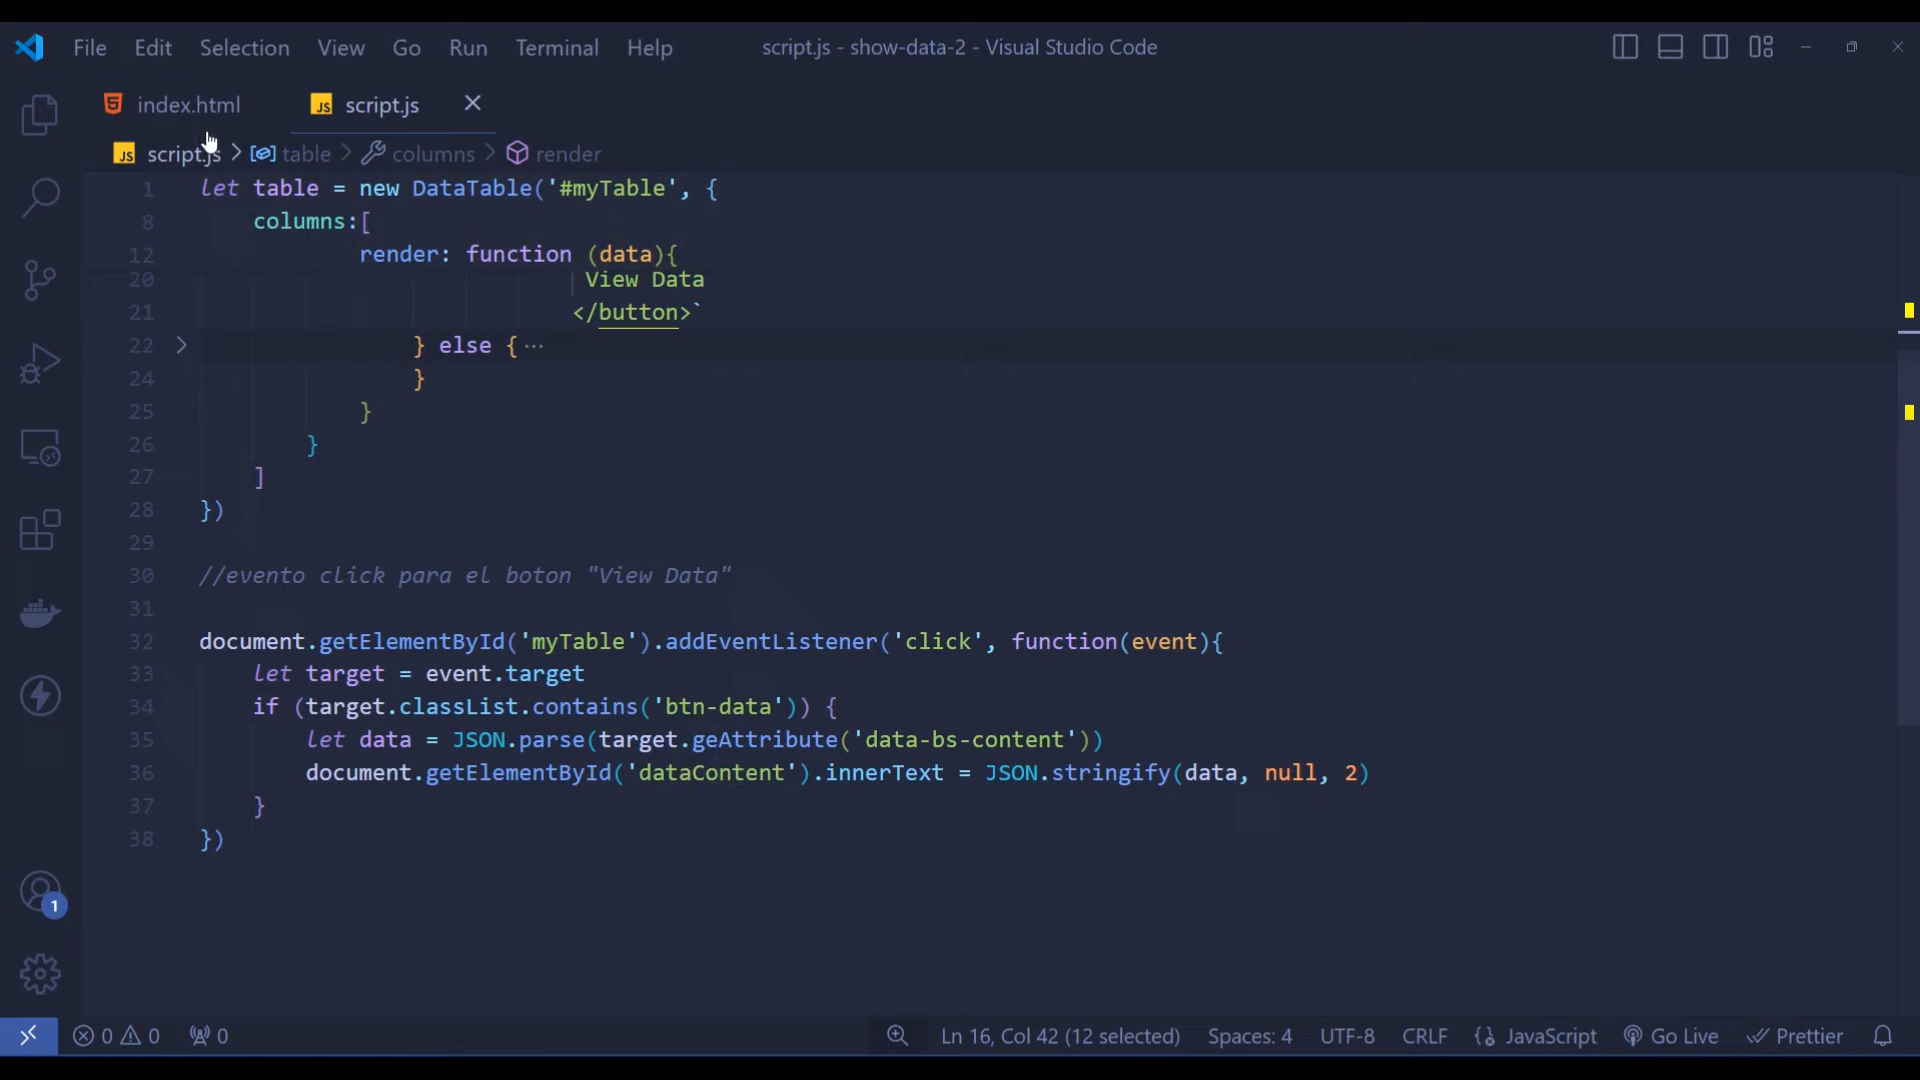 File Edit Selection View Go Run Terminal Help script.js - show-data-2 - Visual Studio Code
index.html JS script.js
JS script.js > table > columns > render
1 let table = new DataTable('#myTable', {
8 columns:[
12 render: function (data){
20 View Data
21 </button>`
22 } else {···
24 }
25 }
26 }
27 ]
28 })
29
30 //evento click para el boton "View Data"
31
32 document.getElementById('myTable').addEventListener('click', function(event){
33 let target = event.target
34 if (target.classList.contains('btn-data')) {
35 let data = JSON.parse(target.geAttribute('data-bs-content'))
36 document.getElementById('dataContent').innerText = JSON.stringify(data, null, 2)
37 }
38 })
1
0 0 0 Ln 16, Col 42 (12 selected) Spaces: 4 UTF-8 CRLF {} JavaScript Go Live Prettier